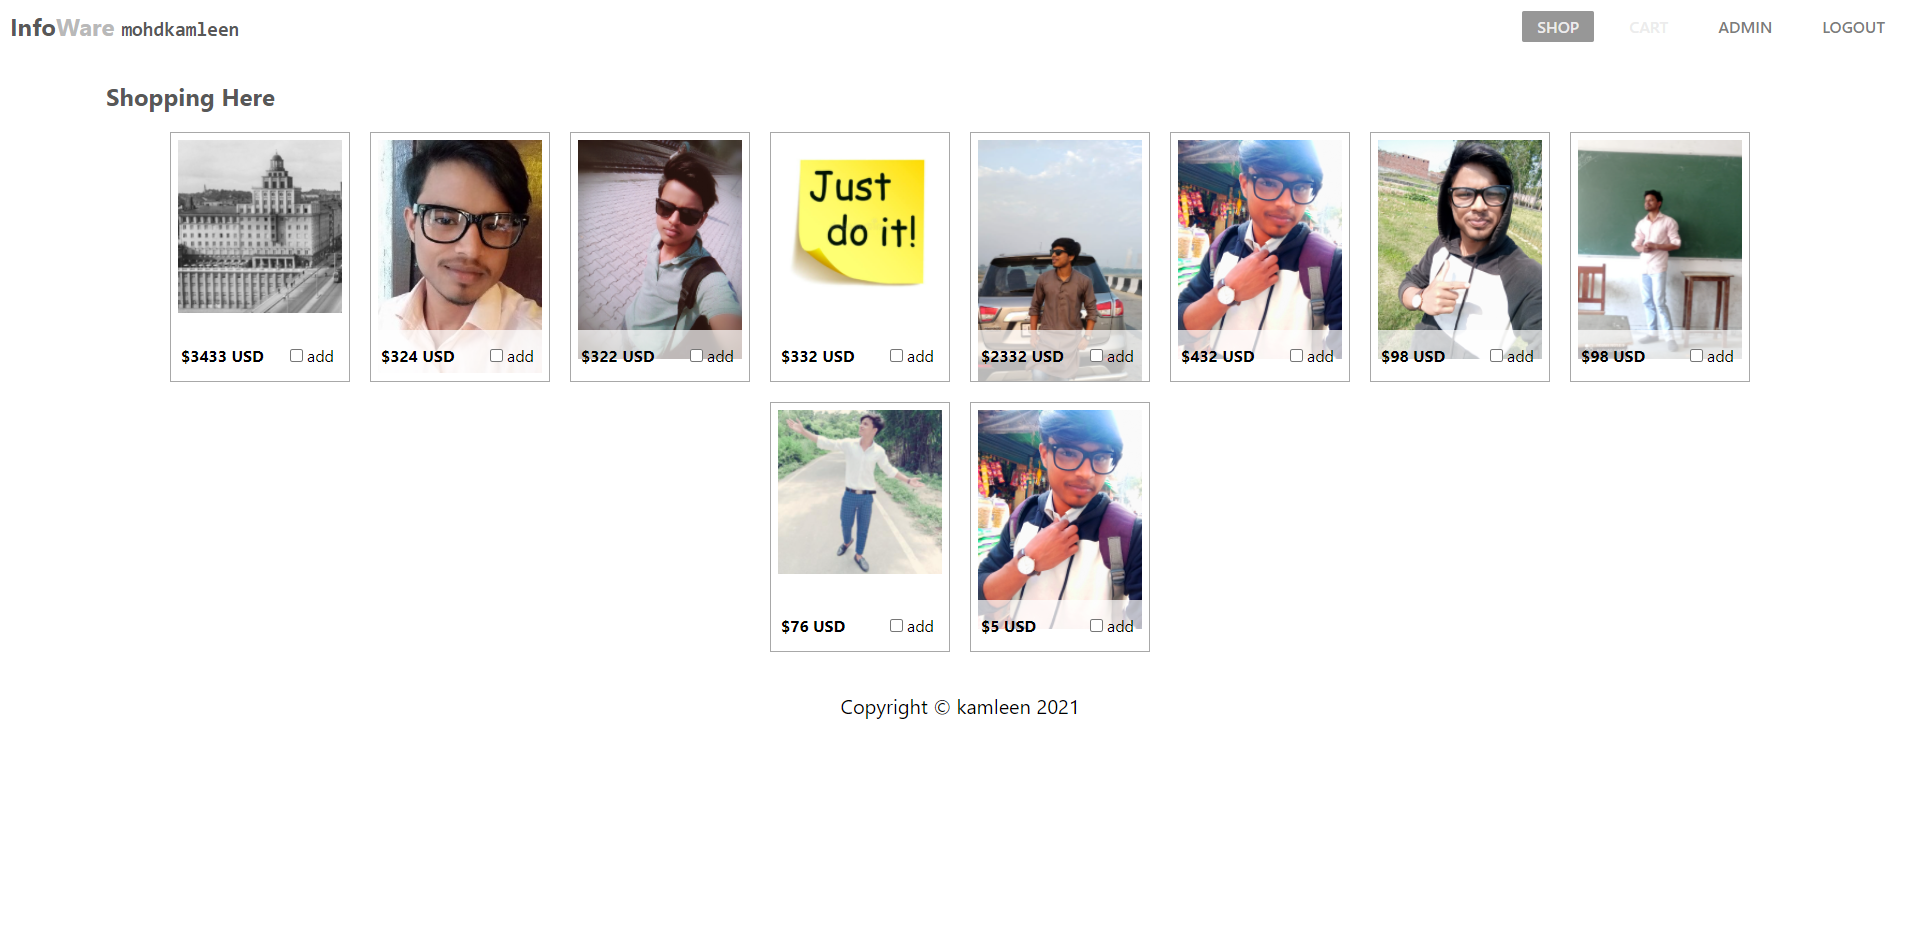 InfoWare mohdkamleen
SHOP CART ADMIN LOGOUT
Shopping Here
Just
do it!
$3433 USD add
$324 USD add
$322 USD add
$332 USD add
$2332 USD add
$432 USD add
$98 USD add
$98 USD add
$76 USD add
$5 USD add
Copyright © kamleen 2021